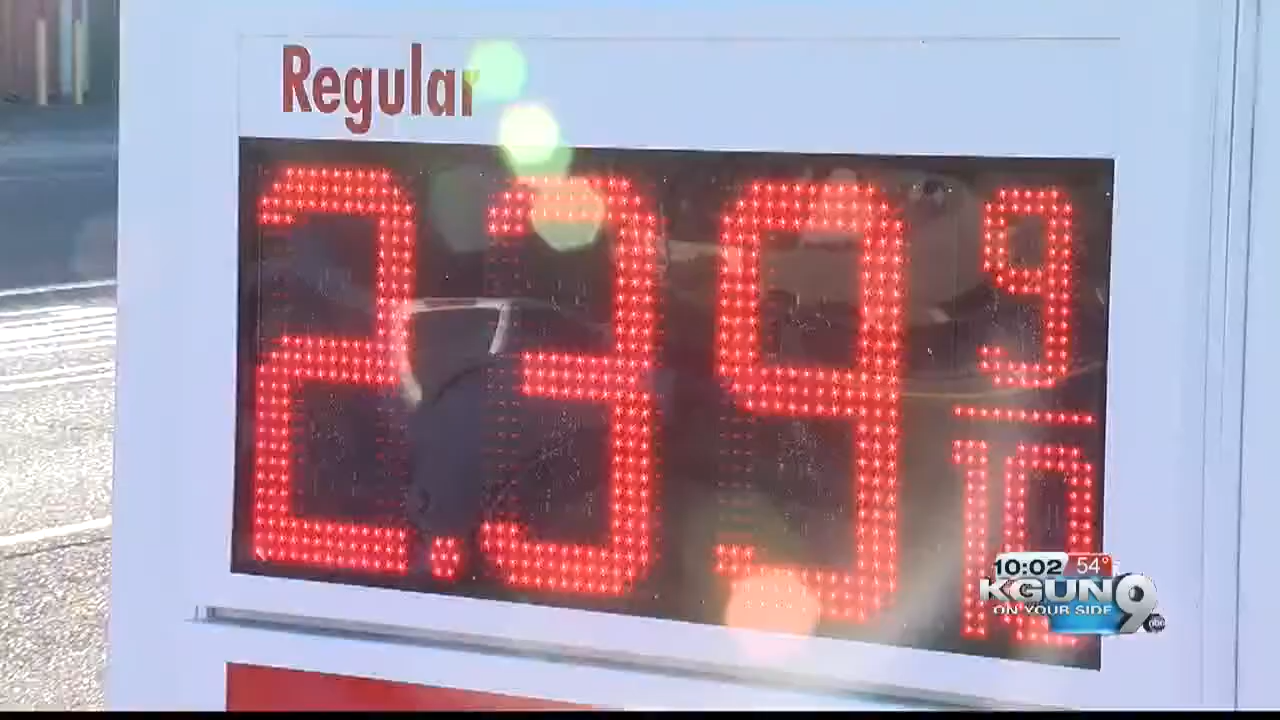 Regular
2.39 9/10
10:02 54°
KGUN 9
ON YOUR SIDE
abc